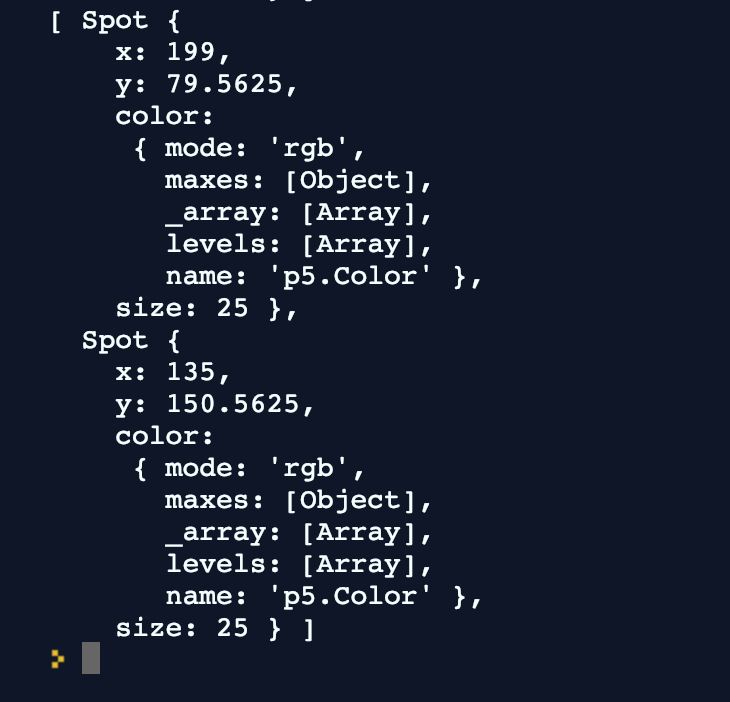 [ Spot {
x: 199,
y: 79.5625,
color:
{ mode: 'rgb',
maxes: [Object],
_array: [Array],
levels: [Array],
name: 'p5.Color' },
size: 25 },
Spot {
x: 135,
y: 150.5625,
color:
{ mode: 'rgb',
maxes: [Object],
_array: [Array],
levels: [Array],
name: 'p5.Color' },
size: 25 } ]
>